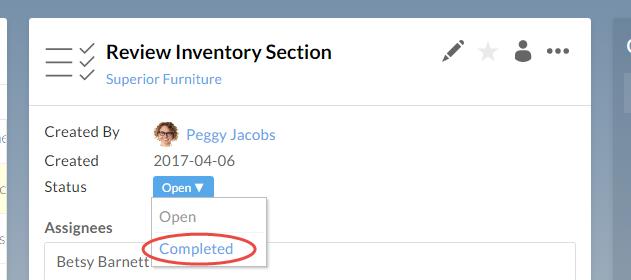 Review Inventory Section
Superior Furniture
Created By Peggy Jacobs
Created 2017-04-06
Status Open ▼
Open
Completed
Assignees
Betsy Barnett